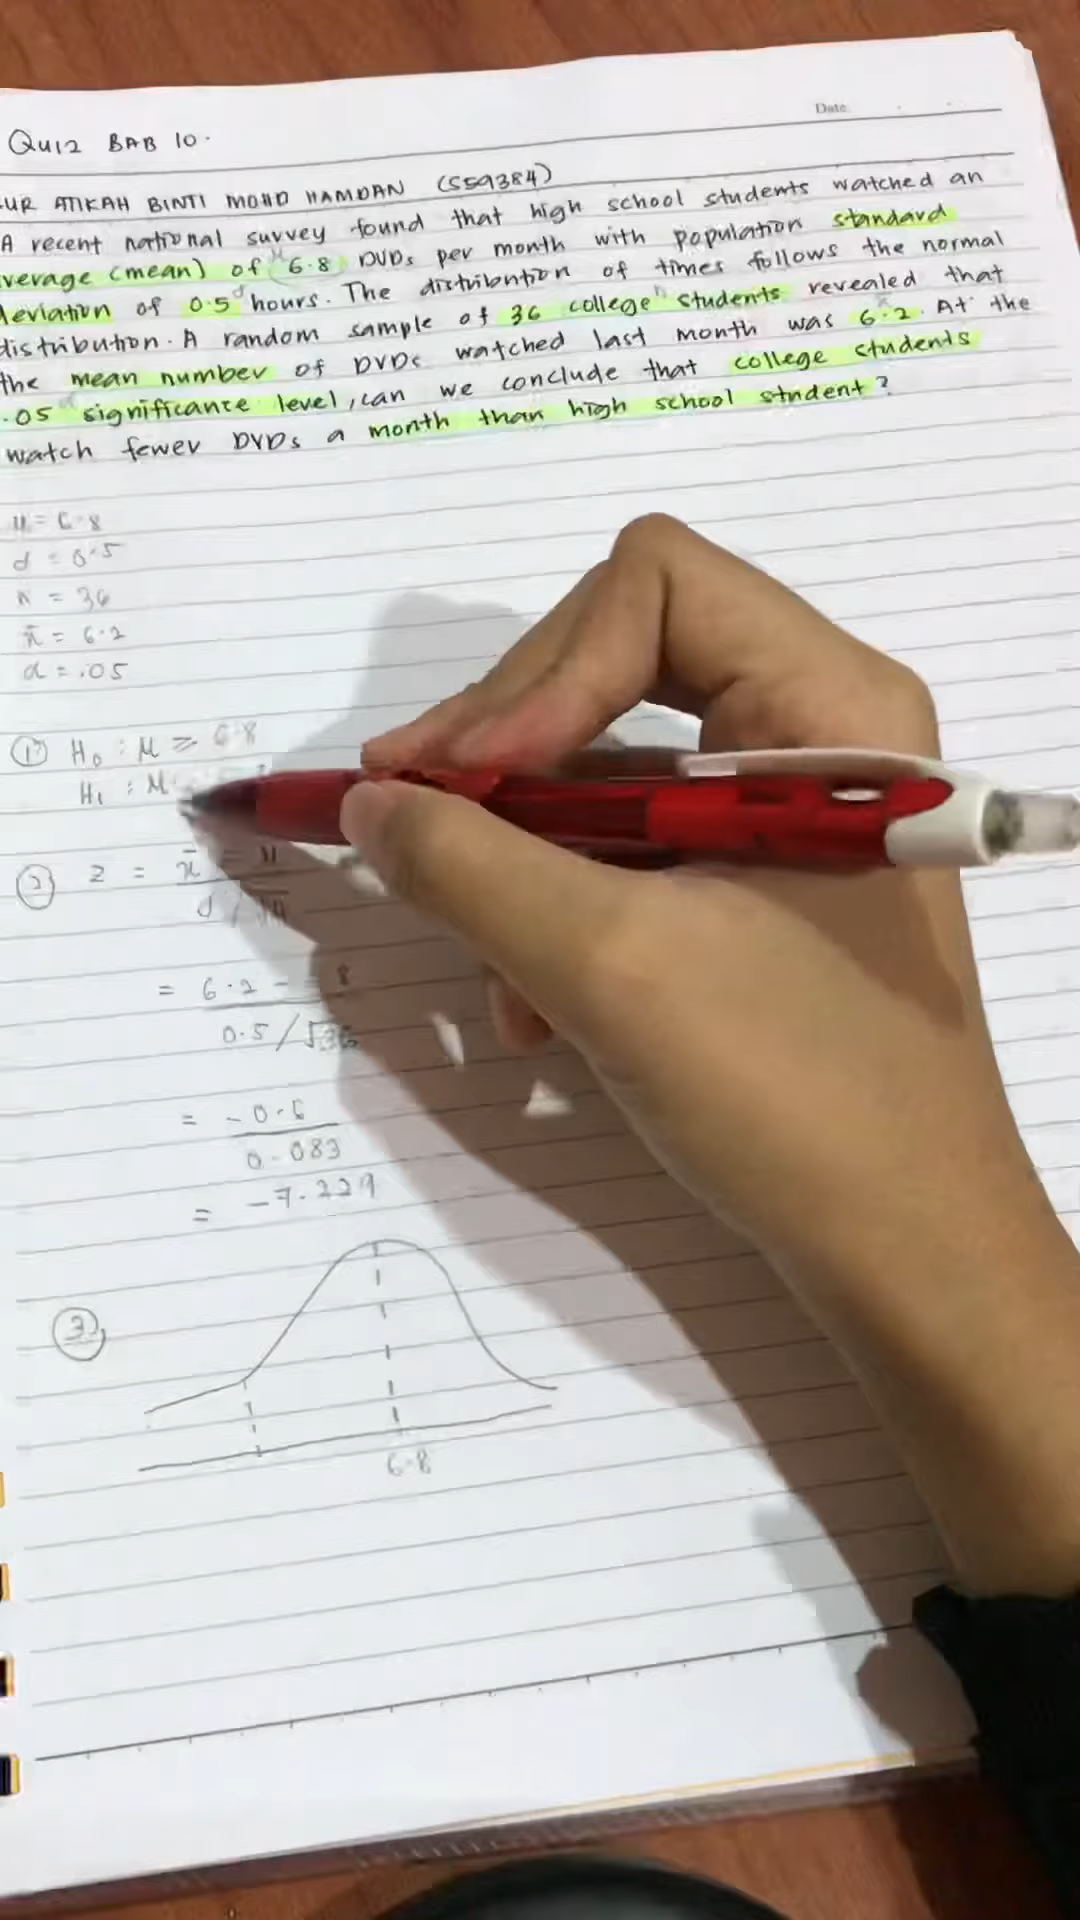 Date
QUIZ BAB 10.
UR ATIKAH BINTI MOHD HAMDAN (S59384)
A recent national survey found that high school students watched an
verage (mean) of 6.8 DVDs per month with population standard
deviation of 0.5 hours. The distribution of times follows the normal
distribution. A random sample of 36 college students revealed that
the mean number of DVDs watched last month was 6.2. At the
.05 significance level, can we conclude that college students
watch fewer DVDs a month than high school student?
μ = 6.8
σ = 0.5
n = 36
x̄ = 6.2
α = .05
① H₀ : μ ≥ 6.8
H₁ : μ
② z = x̄ - μ
σ / √n
= 6.2 - 8
0.5 / √36
= -0.6
0.083
= -7.229
③
6.8